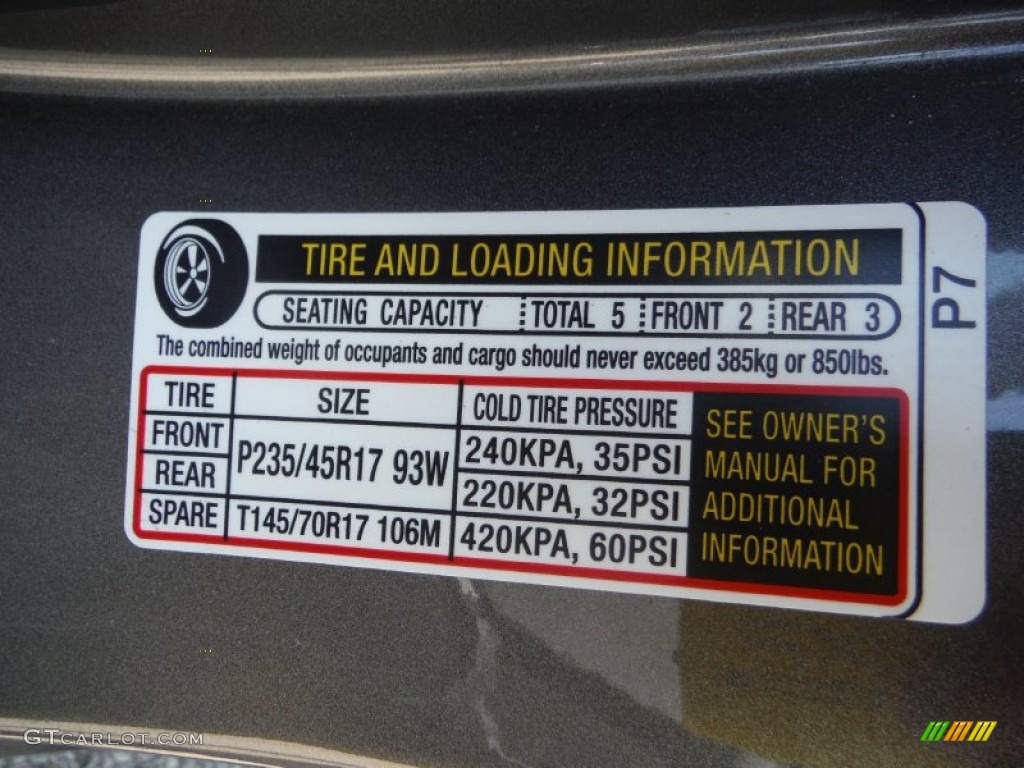 TIRE AND LOADING INFORMATION
SEATING CAPACITY TOTAL 5 FRONT 2 REAR 3
The combined weight of occupants and cargo should never exceed 385kg or 850lbs.
TIRE SIZE COLD TIRE PRESSURE
FRONT P235/45R17 93W 240KPA, 35PSI
REAR 220KPA, 32PSI
SPARE T145/70R17 106M 420KPA, 60PSI
SEE OWNER'S
MANUAL FOR
ADDITIONAL
INFORMATION
P7
GTCARLOT.COM